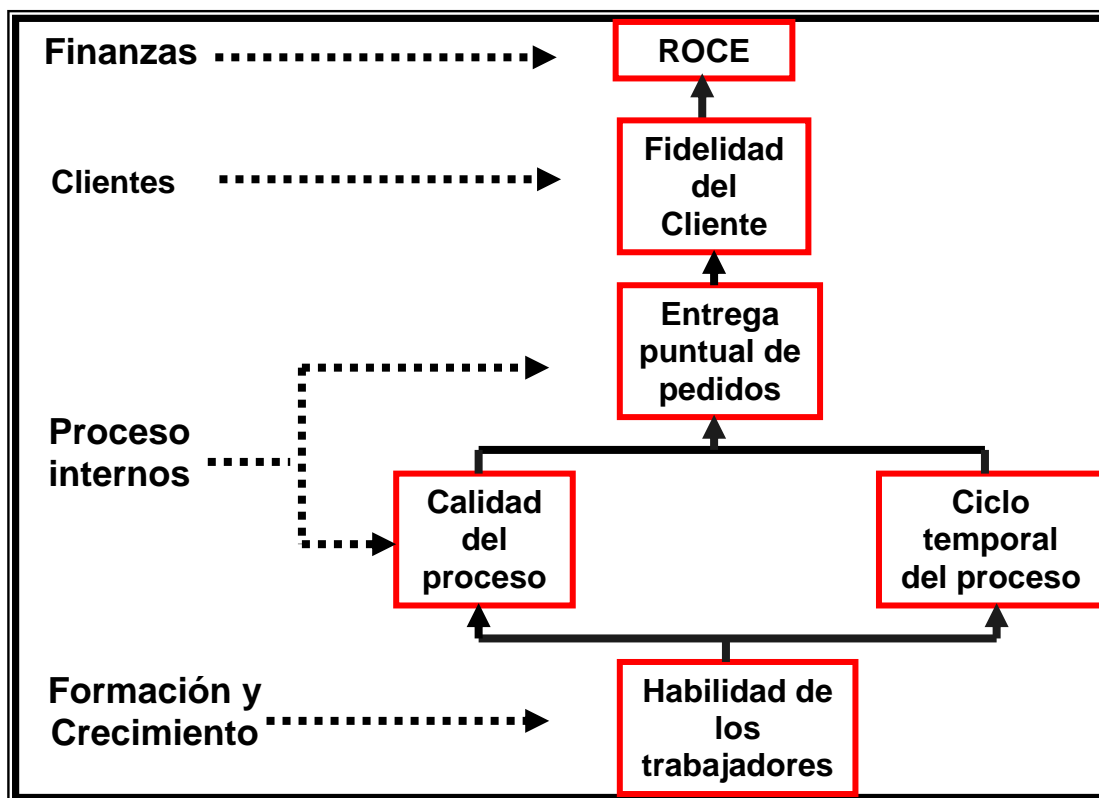 Finanzas
ROCE
Clientes
Fidelidad
del
Cliente
Entrega
puntual de
pedidos
Proceso
internos
Calidad
del
proceso
Ciclo
temporal
del proceso
Formación y
Crecimiento
Habilidad de
los
trabajadores